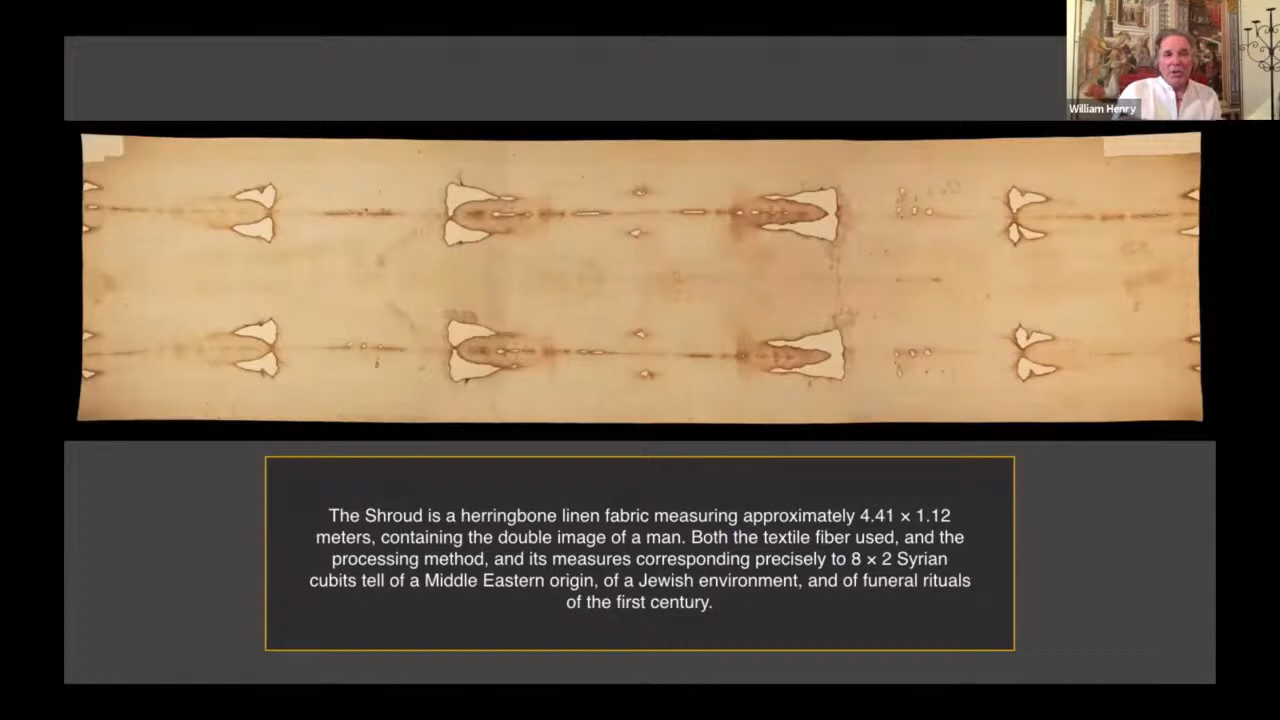 William Henry
The Shroud is a herringbone linen fabric measuring approximately 4.41 × 1.12
meters, containing the double image of a man. Both the textile fiber used, and the
processing method, and its measures corresponding precisely to 8 × 2 Syrian
cubits tell of a Middle Eastern origin, of a Jewish environment, and of funeral rituals
of the first century.